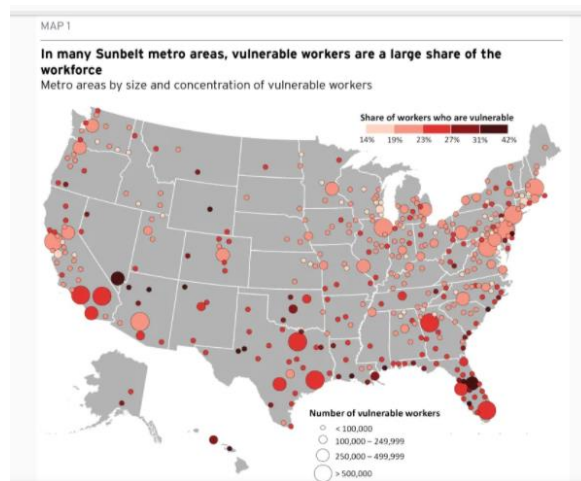 MAP 1
In many Sunbelt metro areas, vulnerable workers are a large share of the
workforce
Metro areas by size and concentration of vulnerable workers
Share of workers who are vulnerable
14% 19% 23% 27% 31% 42%
Number of vulnerable workers
< 100,000
100,000 – 249,999
250,000 – 499,999
> 500,000